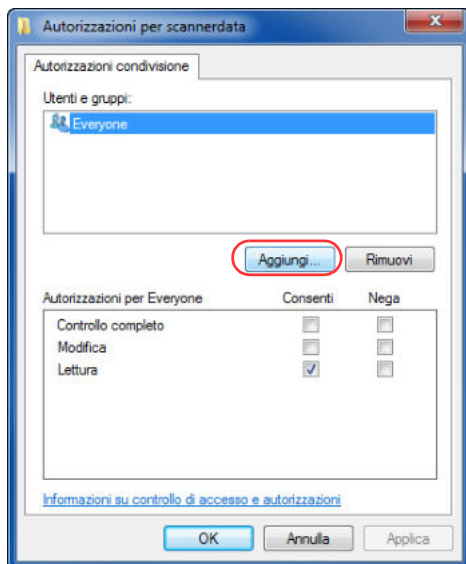 Autorizzazioni per scannerdata
Autorizzazioni condivisione
Utenti e gruppi:
Everyone
Aggiungi... Rimuovi
Autorizzazioni per Everyone Consenti Nega
Controllo completo
Modifica
Lettura
Informazioni su controllo di accesso e autorizzazioni
OK Annulla Applica